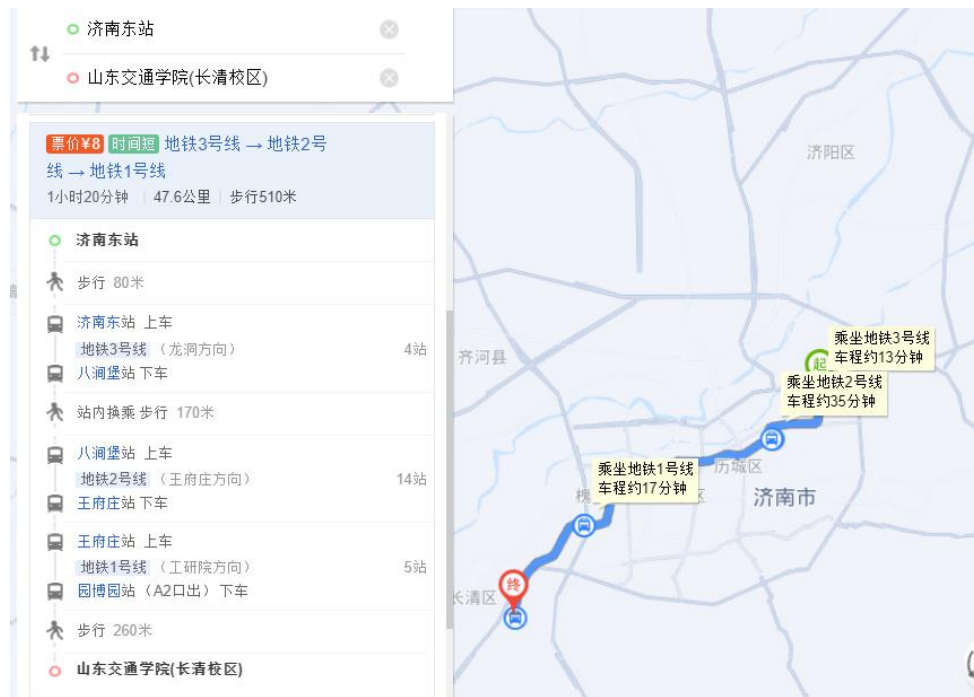 济南东站
山东交通学院(长清校区)
票价¥8 时间短 地铁3号线 → 地铁2号
线 → 地铁1号线
1小时20分钟 | 47.6公里 | 步行510米
济南东站
步行 80米
济南东站 上车
地铁3号线 (龙洞方向) 4站
八涧堡站 下车
站内换乘 步行 170米
八涧堡站 上车
地铁2号线 (王府庄方向) 14站
王府庄站 下车
王府庄站 上车
地铁1号线 (工研院方向) 5站
园博园站 (A2口出) 下车
步行 260米
山东交通学院(长清校区)
济阳区
齐河县
乘坐地铁3号线
车程约13分钟
起
乘坐地铁2号线
车程约35分钟
历城区
乘坐地铁1号线
车程约17分钟
槐
区
济南市
终
长清区